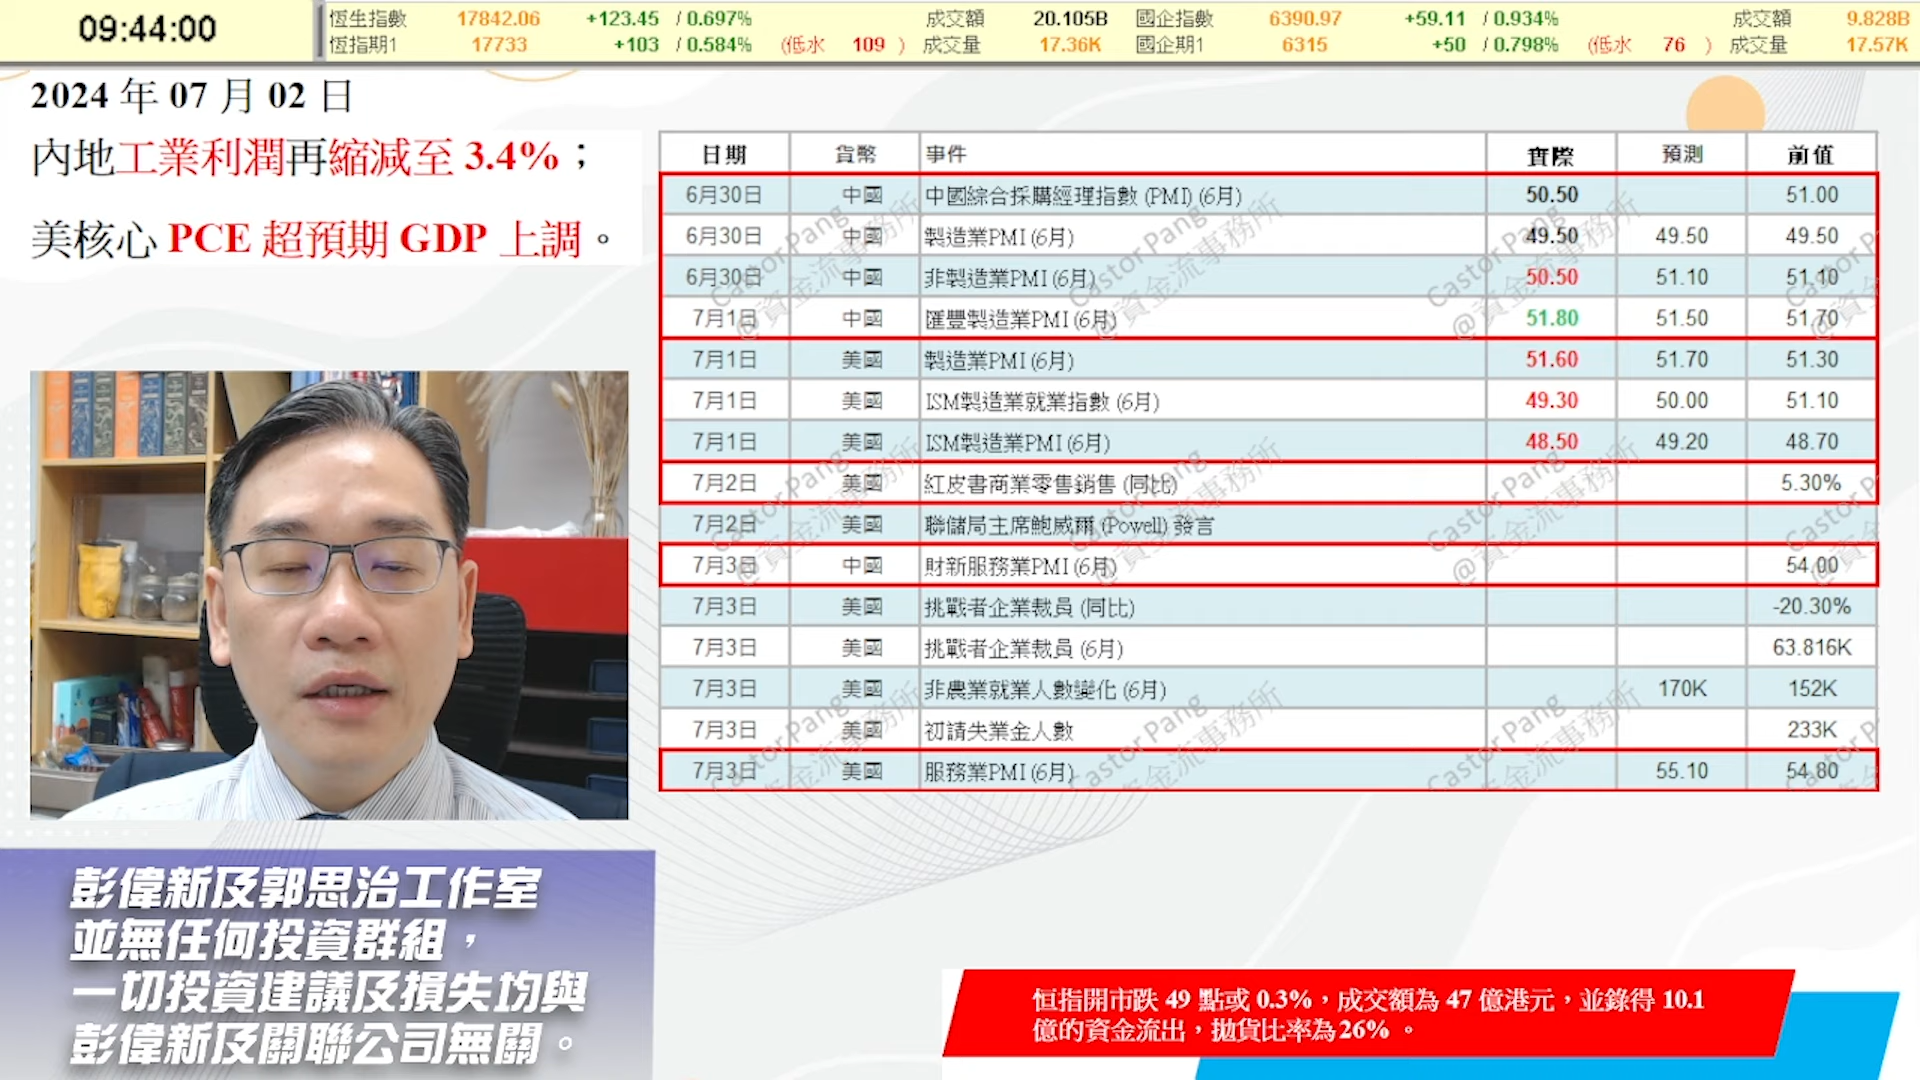 09:44:00
恆生指數 17842.06 +123.45 / 0.697% 成交額 20.105B 國企指數 6390.97 +59.11 / 0.934% 成交額 9.828B
恆指期1 17733 +103 / 0.584% (低水 109 ) 成交量 17.36K 國企期1 6315 +50 / 0.798% (低水 76 ) 成交量 17.57K
2024 年 07 月 02 日
內地工業利潤再縮減至 3.4%；
美核心 PCE 超預期 GDP 上調。
日期 貨幣 事件 實際 預測 前值
6月30日 中國 中國綜合採購經理指數 (PMI) (6月) 50.50 51.00
6月30日 中國 製造業PMI (6月) 49.50 49.50 49.50
6月30日 中國 非製造業PMI (6月) 50.50 51.10 51.10
7月1日 中國 匯豐製造業PMI (6月) 51.80 51.50 51.70
7月1日 美國 製造業PMI (6月) 51.60 51.70 51.30
7月1日 美國 ISM製造業就業指數 (6月) 49.30 50.00 51.10
7月1日 美國 ISM製造業PMI (6月) 48.50 49.20 48.70
7月2日 美國 紅皮書商業零售銷售 (同比) 5.30%
7月2日 美國 聯儲局主席鮑威爾 (Powell) 發言
7月3日 中國 財新服務業PMI (6月) 54.00
7月3日 美國 挑戰者企業裁員 (同比) -20.30%
7月3日 美國 挑戰者企業裁員 (6月) 63.816K
7月3日 美國 非農業就業人數變化 (6月) 170K 152K
7月3日 美國 初請失業金人數 233K
7月3日 美國 服務業PMI (6月) 55.10 54.80
CastorPang
@資金流事務所
彭偉新及郭思治工作室
並無任何投資群組，
一切投資建議及損失均與
彭偉新及關聯公司無關。
恒指開市跌 49 點或 0.3%，成交額為 47 億港元，並錄得 10.1
億的資金流出，拋貨比率為 26% 。